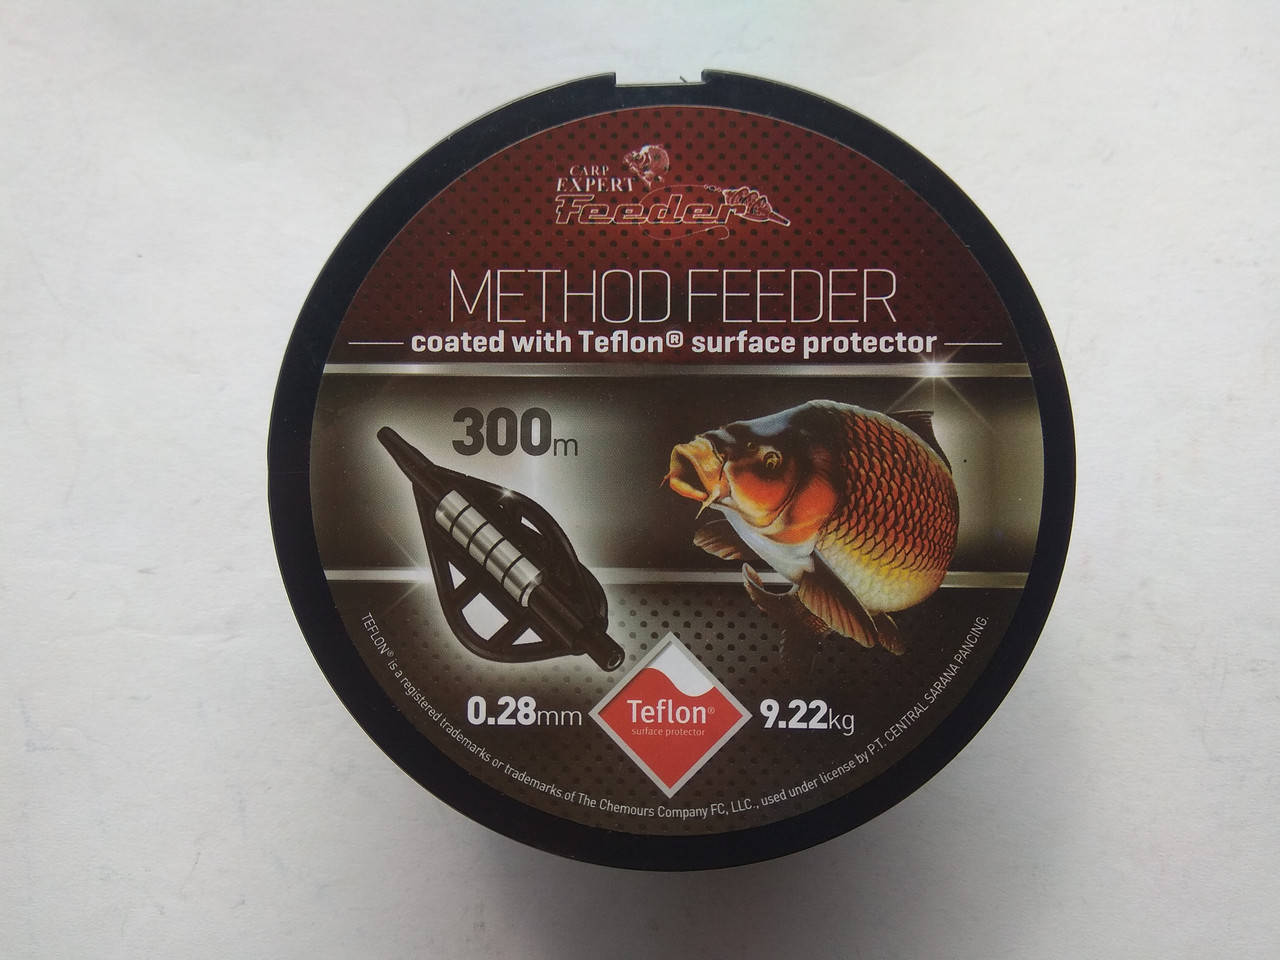 CARP
EXPERT
Feeder
METHOD FEEDER
coated with Teflon® surface protector
300m
0.28mm
Teflon®
surface protector
9.22kg
TEFLON® is a registered trademarks or trademarks of The Chemours Company FC, LLC., used under license by P.T. CENTRAL SARANA PANCING.